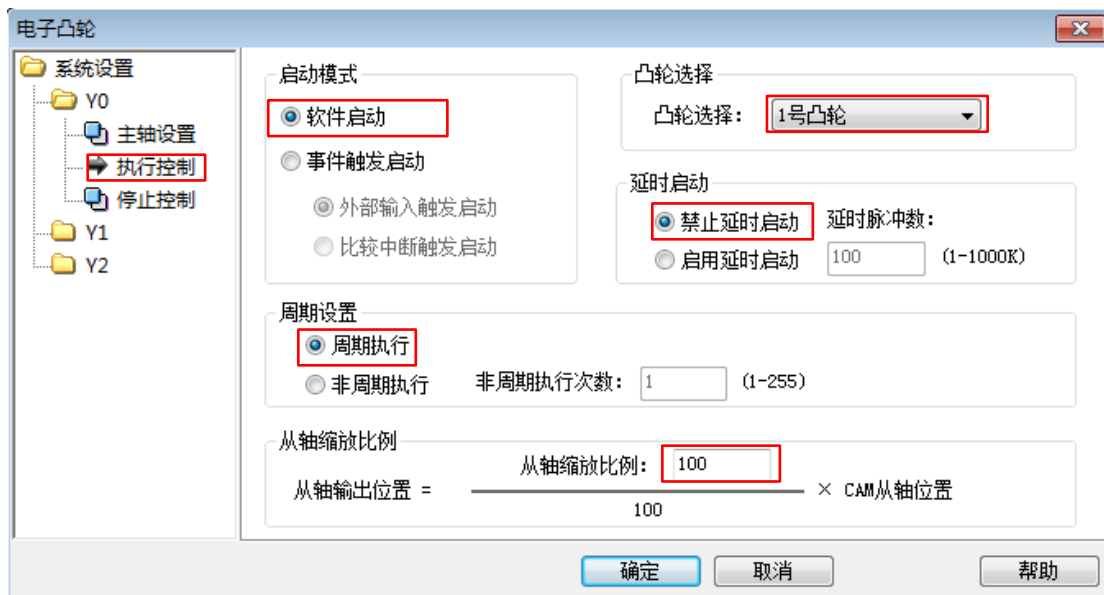 电子凸轮
系统设置
Y0
主轴设置
执行控制
停止控制
Y1
Y2
启动模式
软件启动
事件触发启动
外部输入触发启动
比较中断触发启动
凸轮选择
凸轮选择： 1号凸轮
延时启动
禁止延时启动 延时脉冲数：
启用延时启动 100 (1-1000K)
周期设置
周期执行
非周期执行 非周期执行次数： 1 (1-255)
从轴缩放比例
从轴缩放比例： 100
从轴输出位置 = × CAM从轴位置
100
确定 取消 帮助